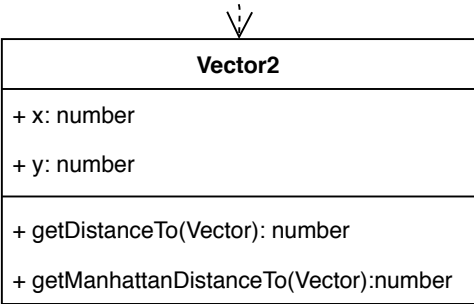 Vector2
+ x: number
+ y: number
+ getDistanceTo(Vector): number
+ getManhattanDistanceTo(Vector):number